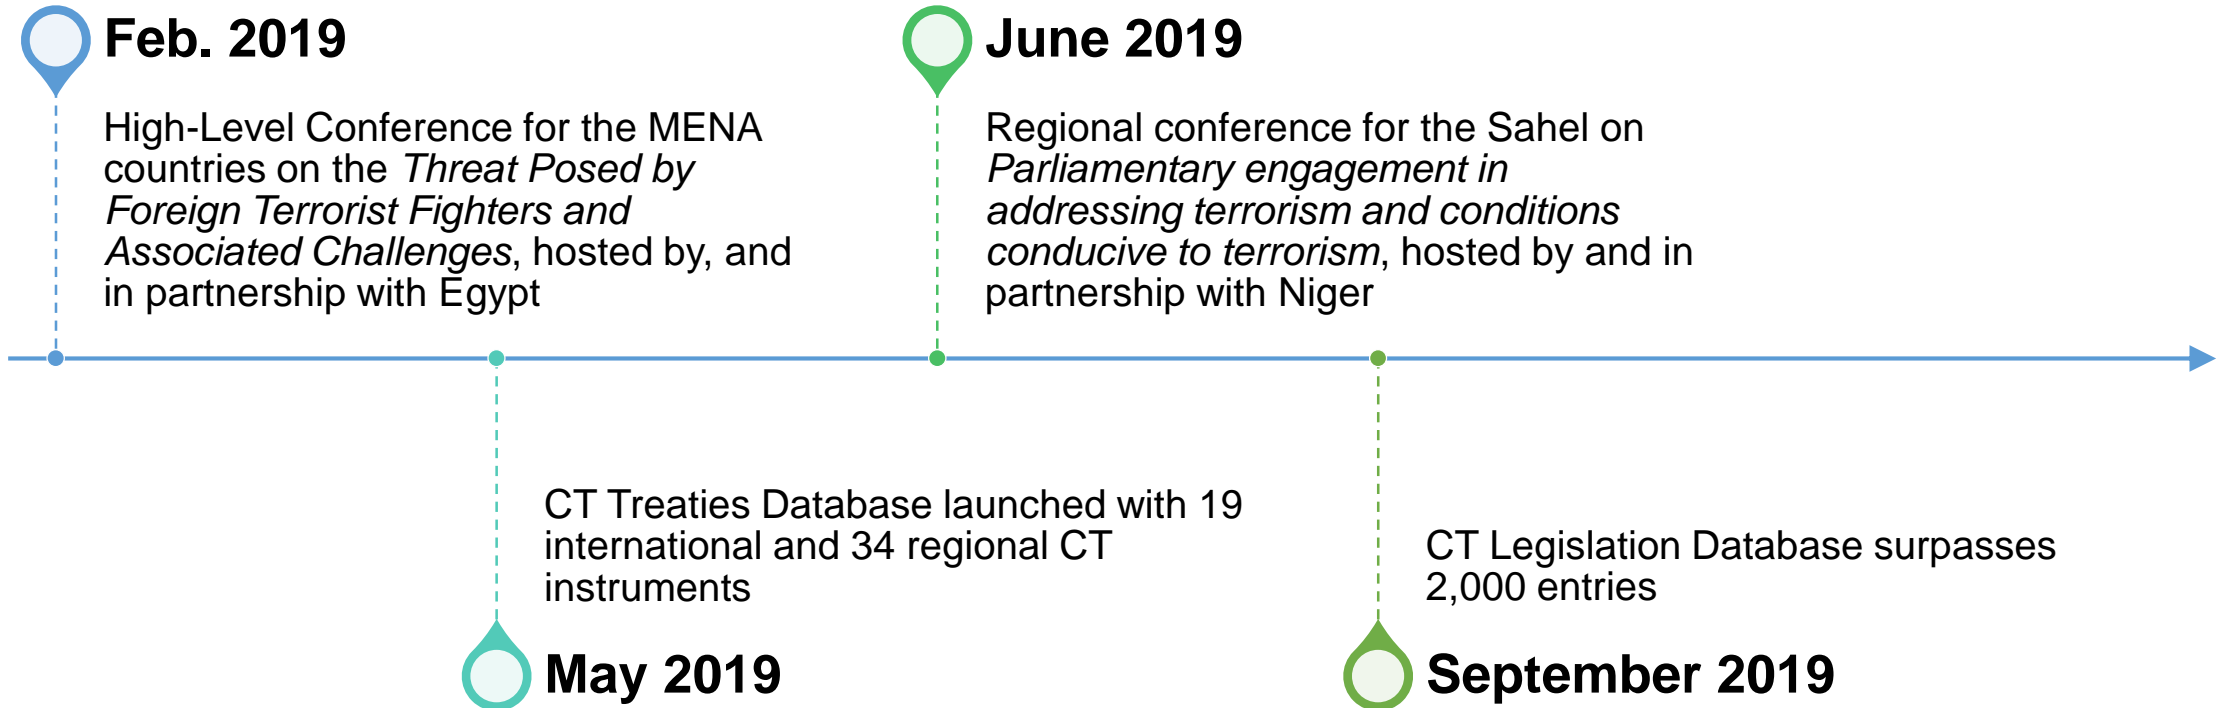 Feb. 2019
High-Level Conference for the MENA
countries on the Threat Posed by
Foreign Terrorist Fighters and
Associated Challenges, hosted by, and
in partnership with Egypt
June 2019
Regional conference for the Sahel on
Parliamentary engagement in
addressing terrorism and conditions
conducive to terrorism, hosted by and in
partnership with Niger
CT Treaties Database launched with 19
international and 34 regional CT
instruments
May 2019
CT Legislation Database surpasses
2,000 entries
September 2019